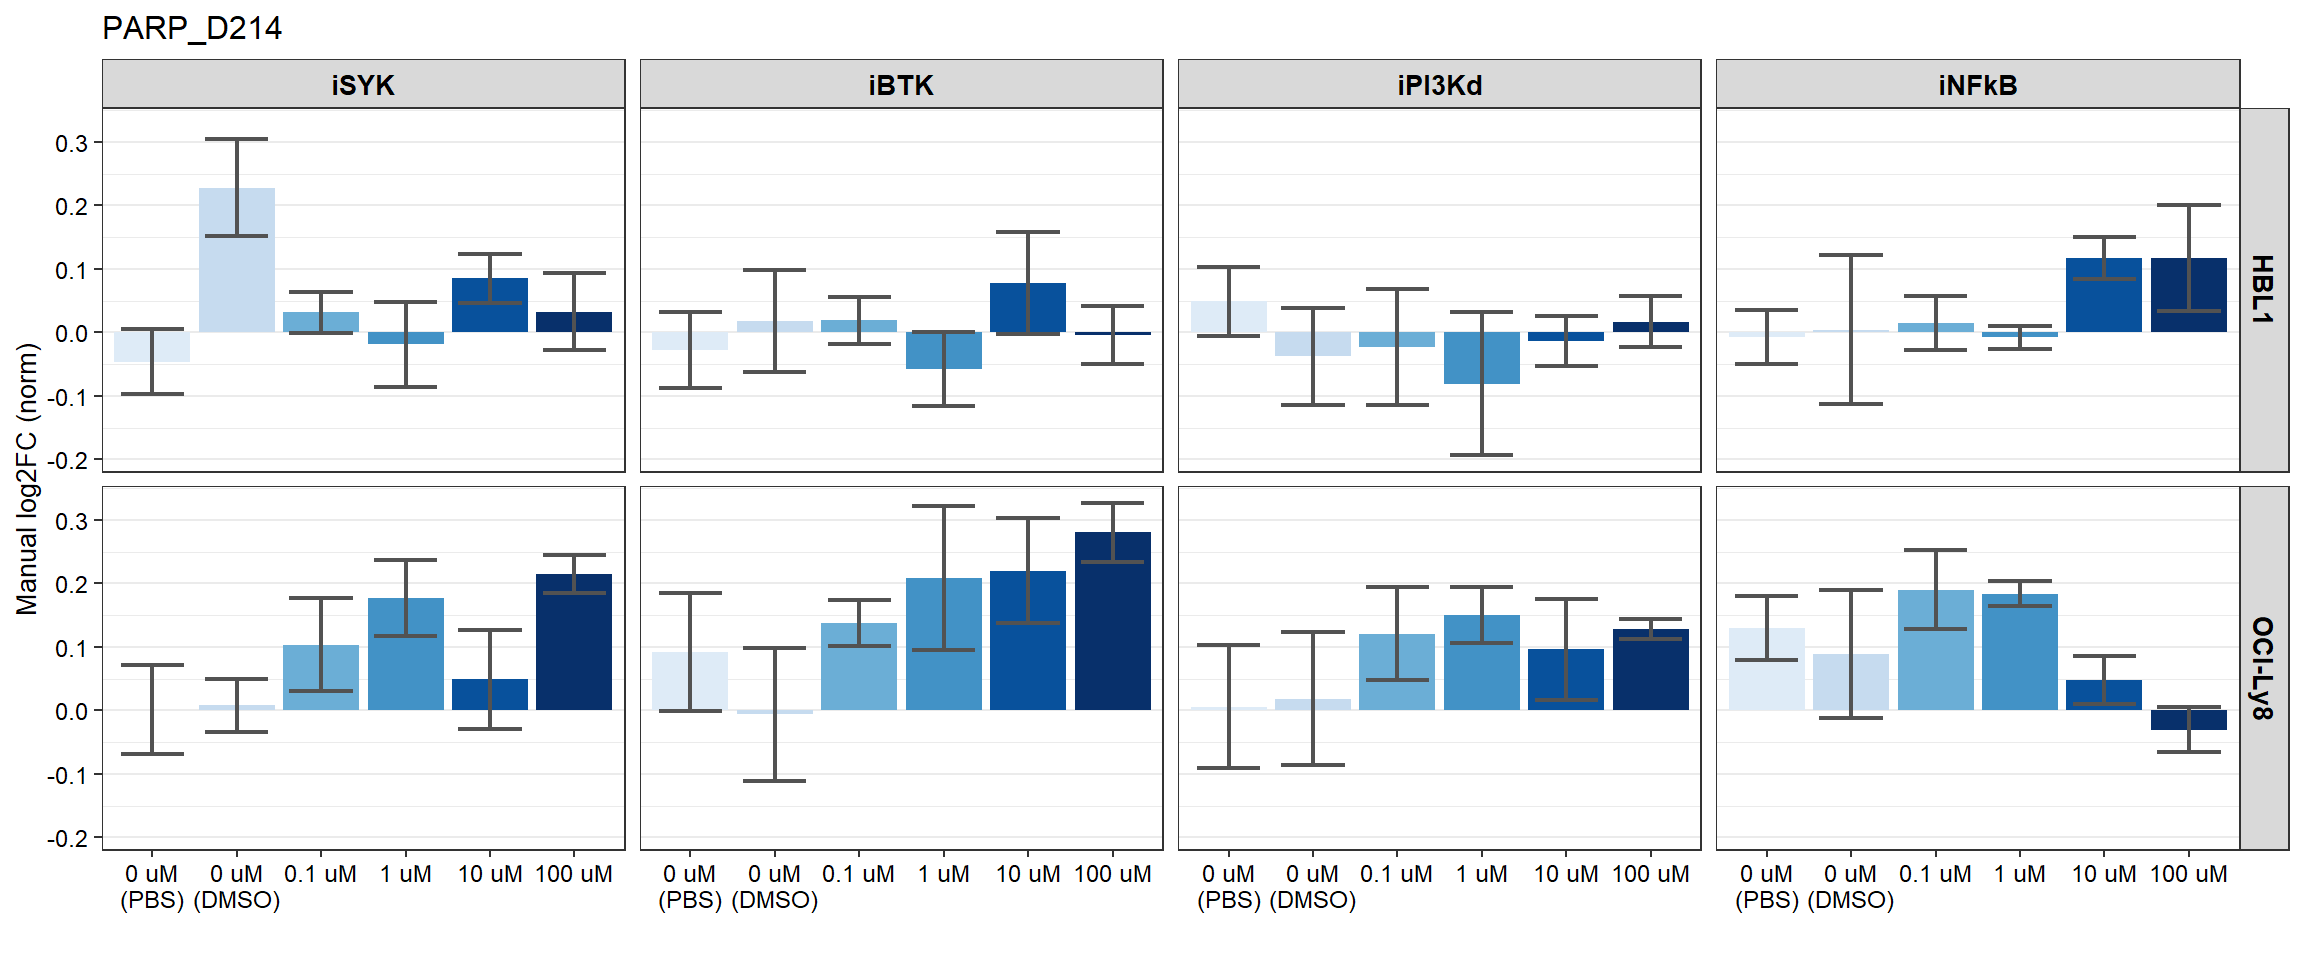 PARP_D214
iSYK iBTK iPI3Kd iNFkB
0.3
0.2
0.1
0.0
-0.1
-0.2
HBL1
Manual log2FC (norm)
0.3
0.2
0.1
0.0
-0.1
-0.2
OCI-Ly8
0 uM 0 uM 0.1 uM 1 uM 10 uM 100 uM 0 uM 0 uM 0.1 uM 1 uM 10 uM 100 uM 0 uM 0 uM 0.1 uM 1 uM 10 uM 100 uM 0 uM 0 uM 0.1 uM 1 uM 10 uM 100 uM
(PBS) (DMSO) (PBS) (DMSO) (PBS) (DMSO) (PBS) (DMSO)